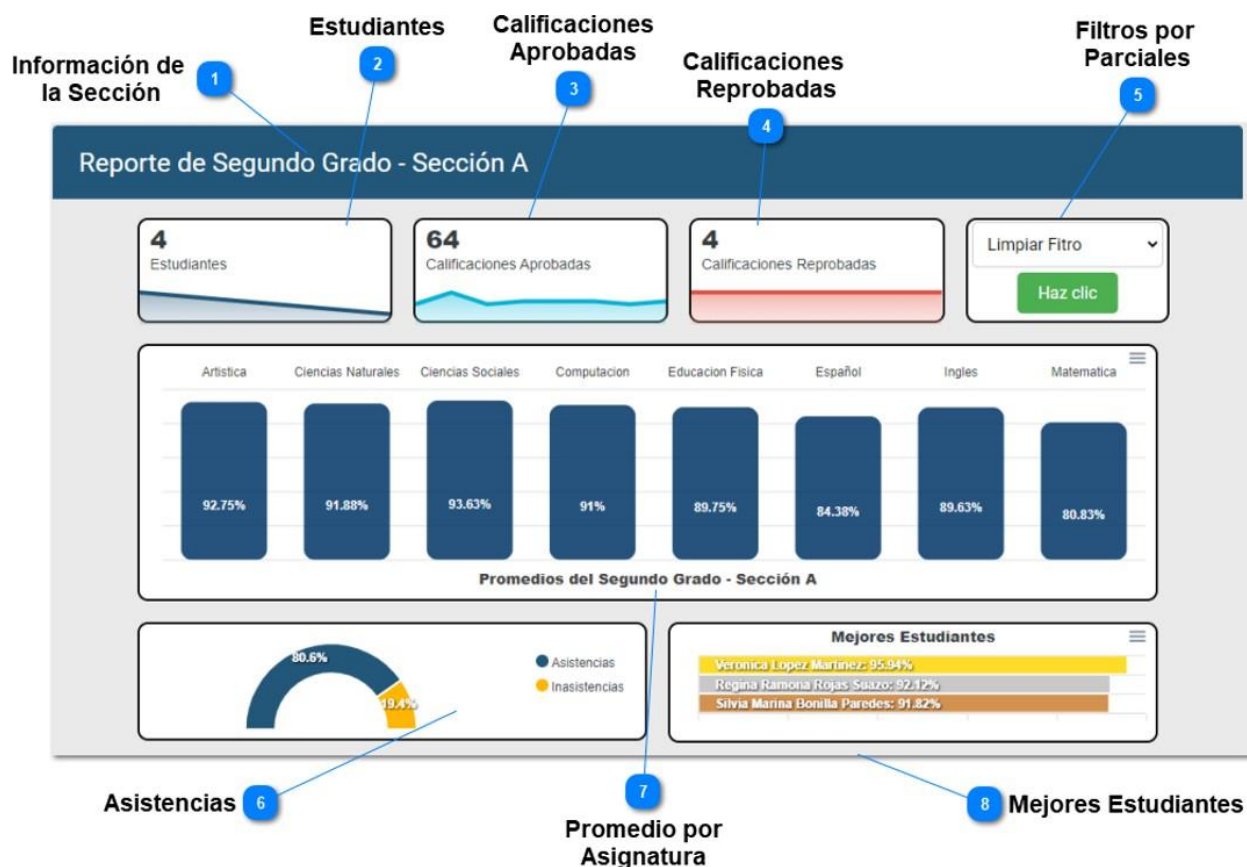 Estudiantes
2
Calificaciones
Aprobadas
3
Filtros por
Parciales
5
Información de
la Sección
1
Calificaciones
Reprobadas
4
Reporte de Segundo Grado - Sección A
4
Estudiantes
64
Calificaciones Aprobadas
4
Calificaciones Reprobadas
Limpiar Fitro
Haz clic
Artistica Ciencias Naturales Ciencias Sociales Computacion Educacion Fisica Español Ingles Matematica
92.75% 91.88% 93.63% 91% 89.75% 84.38% 89.63% 80.83%
Promedios del Segundo Grado - Sección A
80.6%
19.4%
Asistencias
Inasistencias
Mejores Estudiantes
Veronica Lopez Martinez: 95.94%
Regina Ramona Rojas Suazo: 92.12%
Silvia Marina Bonilla Paredes: 91.82%
Asistencias 6
7
Promedio por
Asignatura
8 Mejores Estudiantes